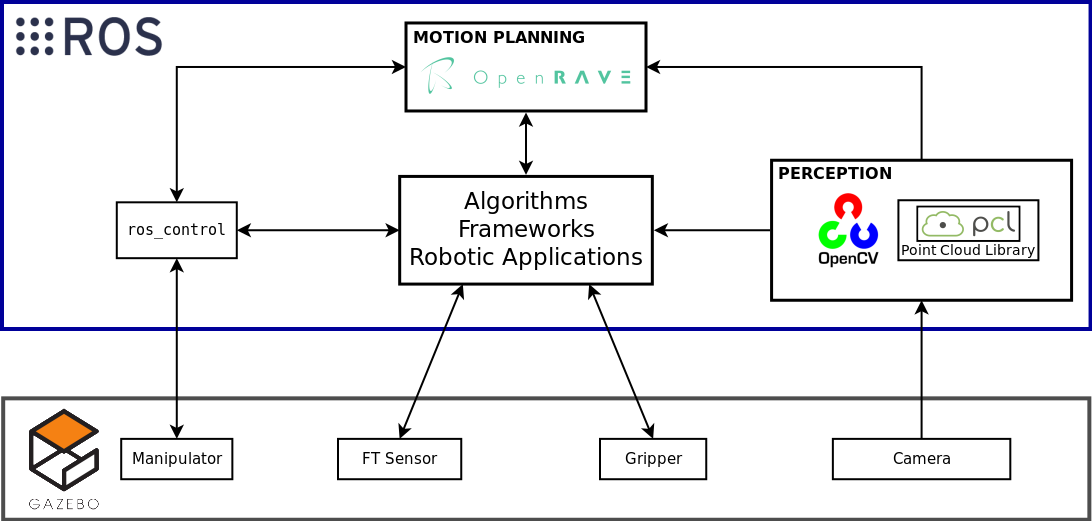 ROS
MOTION PLANNING
OpenRAVE
PERCEPTION
Algorithms
Frameworks
Robotic Applications
ros_control
OpenCV
pcl
Point Cloud Library
Manipulator
FT Sensor
Gripper
Camera
GAZEBO